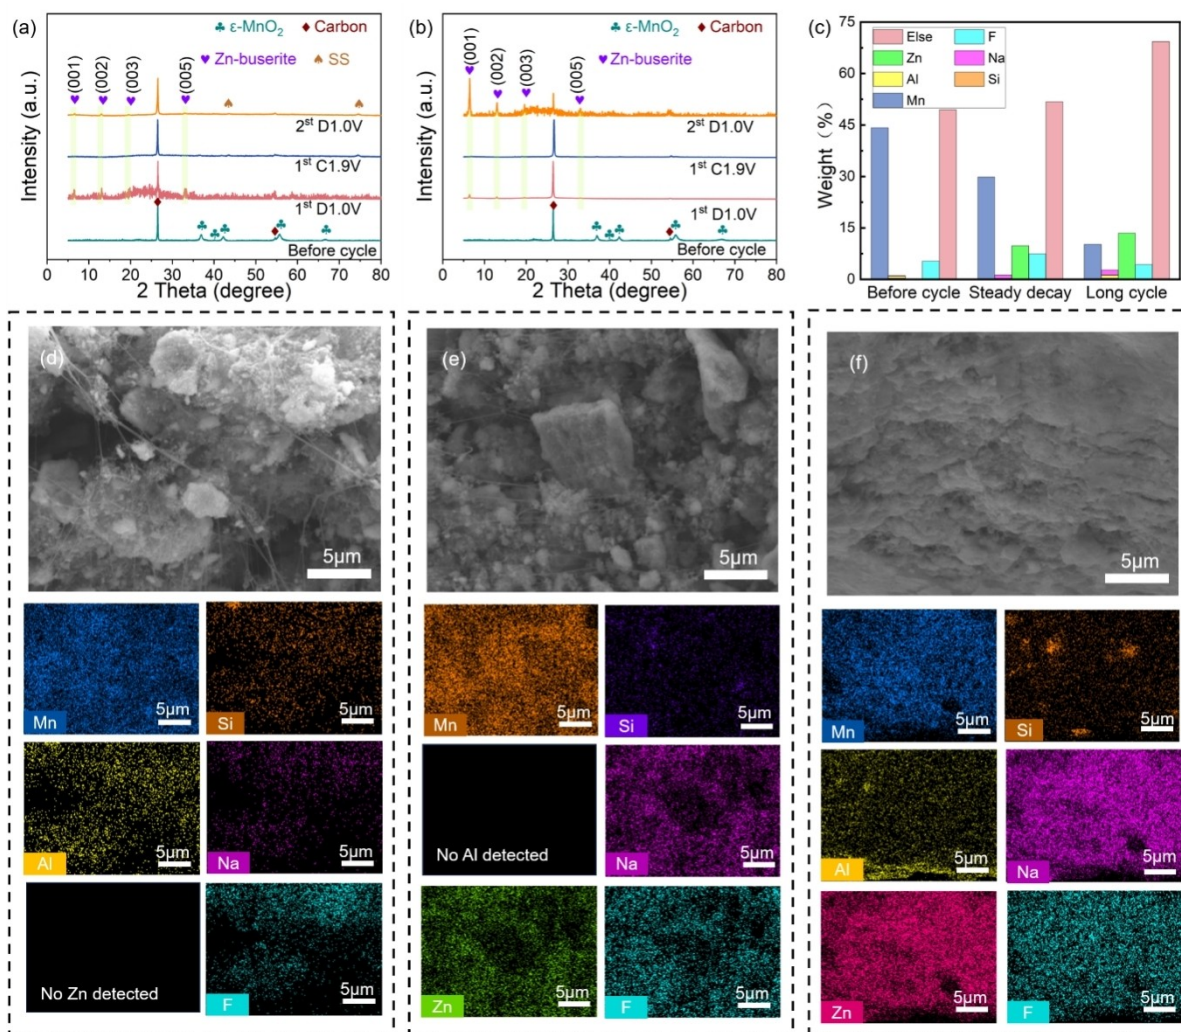 (a)
♣ ε-MnO2 ♦ Carbon
♥ Zn-buserite ♠ SS
(001)
(002)
(003)
(005)
2st D1.0V
1st C1.9V
1st D1.0V
Before cycle
Intensity (a.u.)
0 10 20 30 40 50 60 70 80
2 Theta (degree)
(b)
♣ ε-MnO2 ♦ Carbon
♥ Zn-buserite
(001)
(002)
(003)
(005)
2st D1.0V
1st C1.9V
1st D1.0V
Before cycle
Intensity (a.u.)
0 10 20 30 40 50 60 70 80
2 Theta (degree)
(c)
75
60
45
30
15
0
Weight (%)
Else F
Zn Na
Al Si
Mn
Before cycle Steady decay Long cycle
(d)
5μm
Mn 5μm
Si 5μm
Al 5μm
Na 5μm
No Zn detected
F 5μm
(e)
5μm
Mn 5μm
Si 5μm
No Al detected
Na 5μm
Zn 5μm
F 5μm
(f)
5μm
Mn 5μm
Si 5μm
Al 5μm
Na 5μm
Zn 5μm
F 5μm